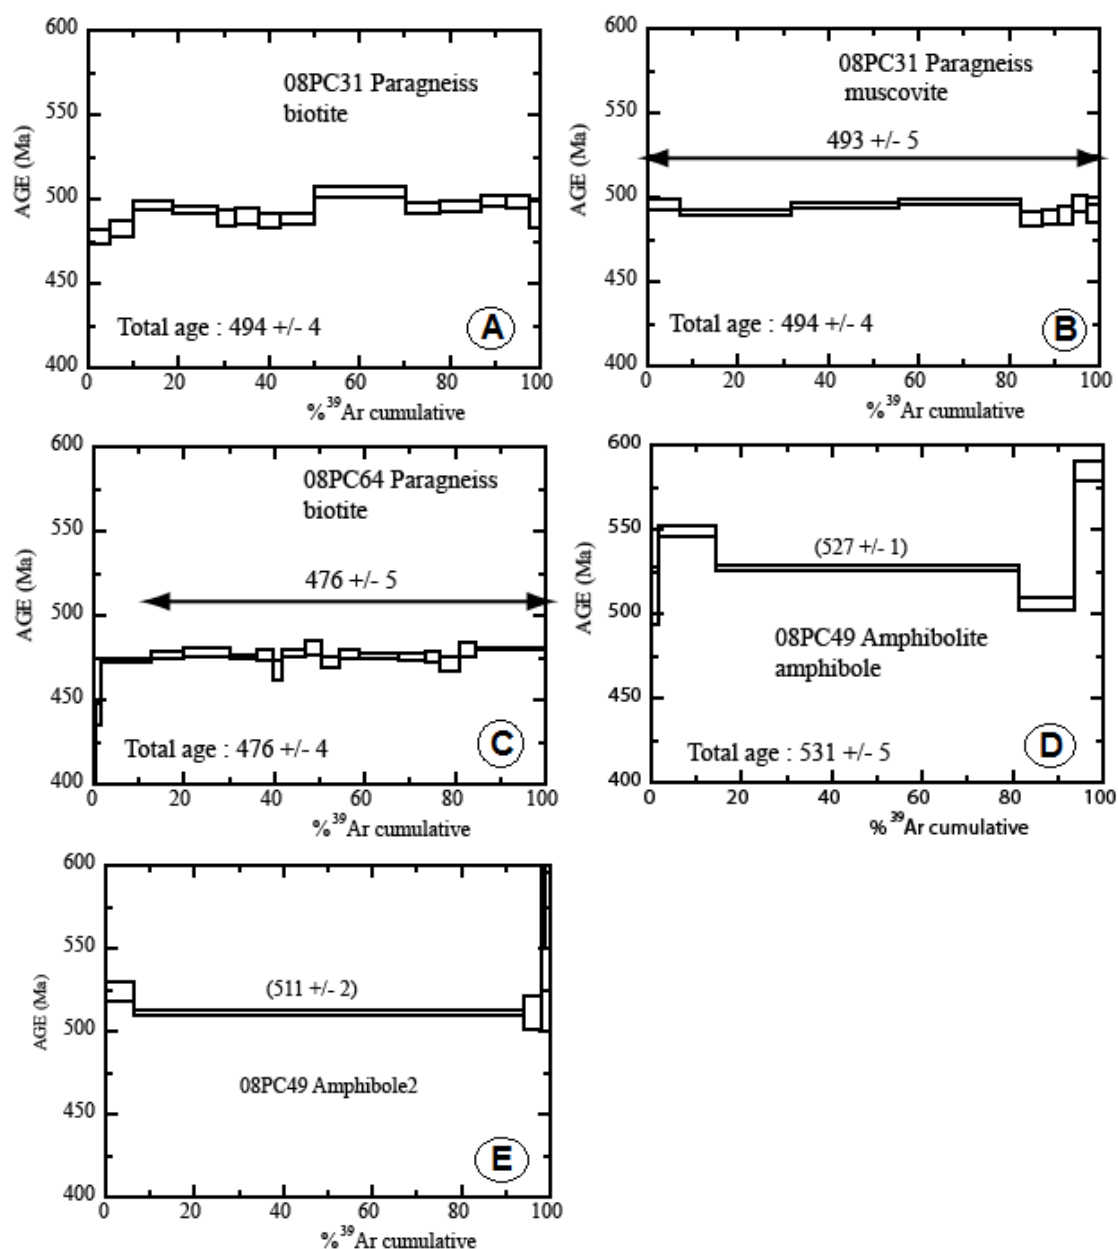 600
550
500
450
400
AGE (Ma)
08PC31 Paragneiss
biotite
Total age : 494 +/- 4
A
0 20 40 60 80 100
%³⁹Ar cumulative
600
550
500
450
400
AGE (Ma)
08PC31 Paragneiss
muscovite
493 +/- 5
Total age : 494 +/- 4
B
0 20 40 60 80 100
%³⁹Ar cumulative
600
550
500
450
400
AGE (Ma)
08PC64 Paragneiss
biotite
476 +/- 5
Total age : 476 +/- 4
C
0 20 40 60 80 100
%³⁹Ar cumulative
600
550
500
450
400
AGE (Ma)
(527 +/- 1)
08PC49 Amphibolite
amphibole
Total age : 531 +/- 5
D
0 20 40 60 80 100
%³⁹Ar cumulative
600
550
500
450
400
AGE (Ma)
(511 +/- 2)
08PC49 Amphibole2
E
0 20 40 60 80 100
%³⁹Ar cumulative